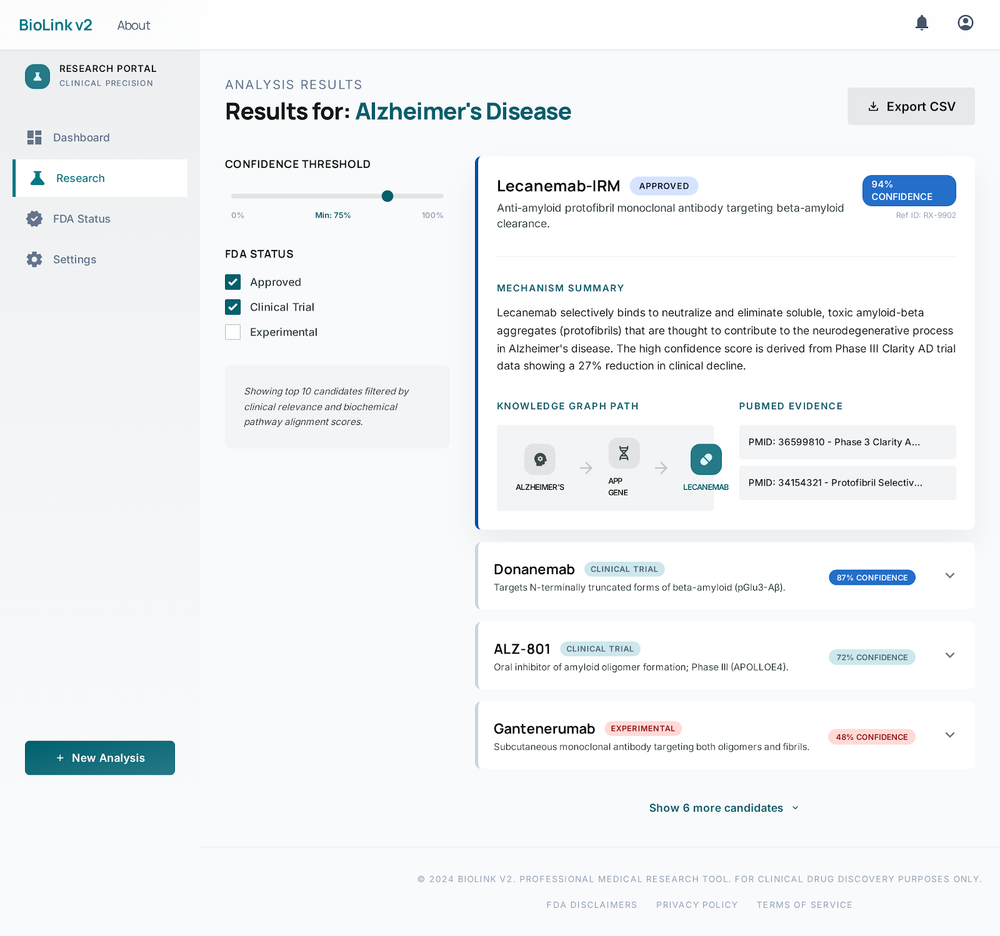 BioLink v2
About
RESEARCH PORTAL
CLINICAL PRECISION
Dashboard
Research
FDA Status
Settings
New Analysis
ANALYSIS RESULTS
Results for: Alzheimer's Disease
Export CSV
CONFIDENCE THRESHOLD
0% Min: 75% 100%
FDA STATUS
Approved
Clinical Trial
Experimental
Showing top 10 candidates filtered by
clinical relevance and biochemical
pathway alignment scores.
Lecanemab-IRM APPROVED
94%
CONFIDENCE
Anti-amyloid protofibril monoclonal antibody targeting beta-amyloid
clearance.
Ref ID: RX-9902
MECHANISM SUMMARY
Lecanemab selectively binds to neutralize and eliminate soluble, toxic amyloid-beta
aggregates (protofibrils) that are thought to contribute to the neurodegenerative process
in Alzheimer's disease. The high confidence score is derived from Phase III Clarity AD trial
data showing a 27% reduction in clinical decline.
KNOWLEDGE GRAPH PATH
ALZHEIMER'S
APP
GENE
LECANEMAB
PUBMED EVIDENCE
PMID: 36599810 - Phase 3 Clarity A...
PMID: 34154321 - Protofibril Selectiv...
Donanemab CLINICAL TRIAL
Targets N-terminally truncated forms of beta-amyloid (pGlu3-Aβ).
87% CONFIDENCE
ALZ-801 CLINICAL TRIAL
Oral inhibitor of amyloid oligomer formation; Phase III (APOLLOE4).
72% CONFIDENCE
Gantenerumab EXPERIMENTAL
Subcutaneous monoclonal antibody targeting both oligomers and fibrils.
48% CONFIDENCE
Show 6 more candidates
© 2024 BIOLINK V2. PROFESSIONAL MEDICAL RESEARCH TOOL. FOR CLINICAL DRUG DISCOVERY PURPOSES ONLY.
FDA DISCLAIMERS PRIVACY POLICY TERMS OF SERVICE